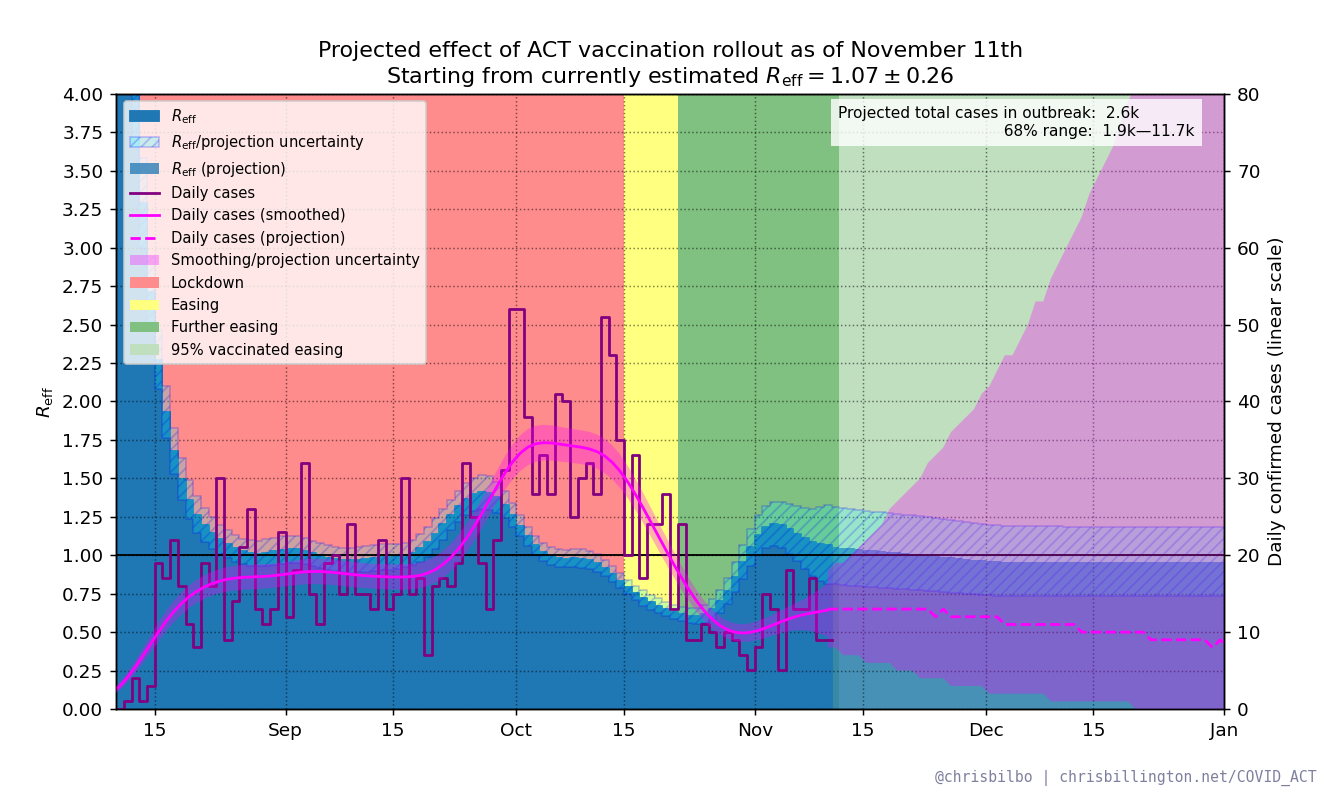 Projected effect of ACT vaccination rollout as of November 11th
Starting from currently estimated R_eff = 1.07 ± 0.26
Projected total cases in outbreak: 2.6k
68% range: 1.9k—11.7k
R_eff
R_eff/projection uncertainty
R_eff (projection)
Daily cases
Daily cases (smoothed)
Daily cases (projection)
Smoothing/projection uncertainty
Lockdown
Easing
Further easing
95% vaccinated easing
4.00
3.75
3.50
3.25
3.00
2.75
2.50
2.25
2.00
1.75
1.50
1.25
1.00
0.75
0.50
0.25
0.00
R_eff
80
70
60
50
40
30
20
10
0
Daily confirmed cases (linear scale)
15 Sep 15 Oct 15 Nov 15 Dec 15 Jan
@chrisbilbo | chrisbillington.net/COVID_ACT